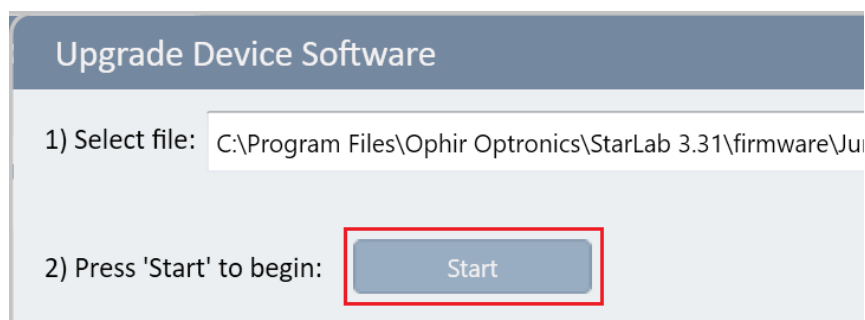 Upgrade Device Software
1) Select file: C:\Program Files\Ophir Optronics\StarLab 3.31\firmware\Ju
2) Press 'Start' to begin: Start